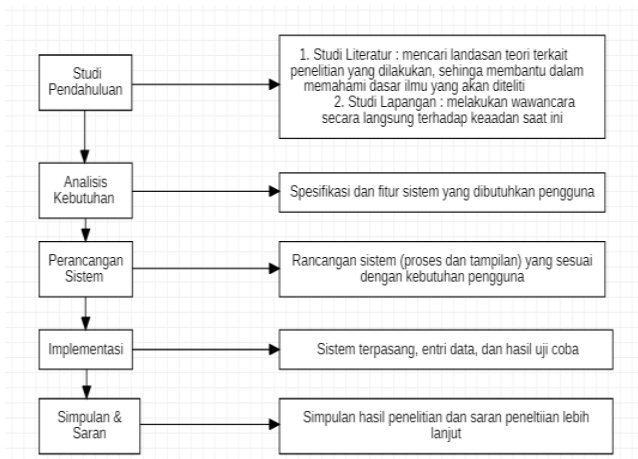 Studi
Pendahuluan
1. Studi Literatur : mencari landasan teori terkait
penelitian yang dilakukan, sehinga membantu dalam
memahami dasar ilmu yang akan diteliti
2. Studi Lapangan : melakukan wawancara
secara langsung terhadap keaadan saat ini
Analisis
Kebutuhan
Spesifikasi dan fitur sistem yang dibutuhkan pengguna
Perancangan
Sistem
Rancangan sistem (proses dan tampilan) yang sesuai
dengan kebutuhan pengguna
Implementasi
Sistem terpasang, entri data, dan hasil uji coba
Simpulan &
Saran
Simpulan hasil penelitian dan saran peneltiian lebih
lanjut